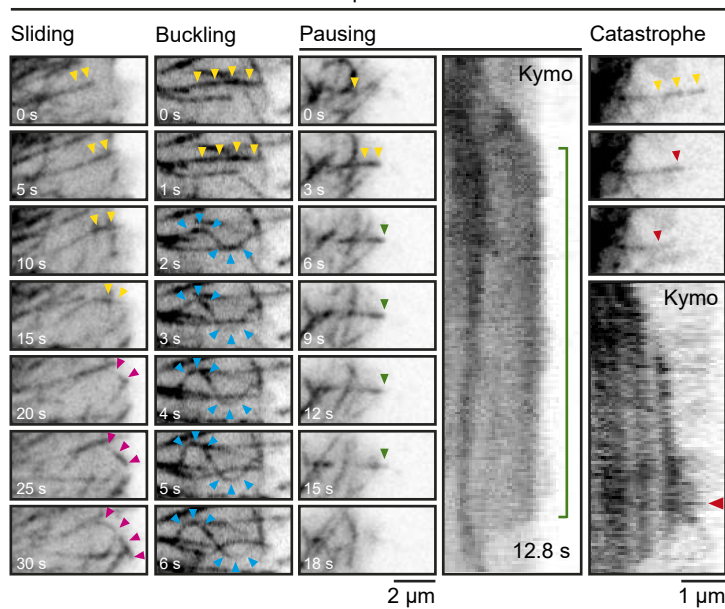 Sliding
Buckling
Pausing
Catastrophe
0 s
5 s
10 s
15 s
20 s
25 s
30 s
0 s
1 s
2 s
3 s
4 s
5 s
6 s
0 s
3 s
6 s
9 s
12 s
15 s
18 s
Kymo
12.8 s
Kymo
2 µm
1 µm